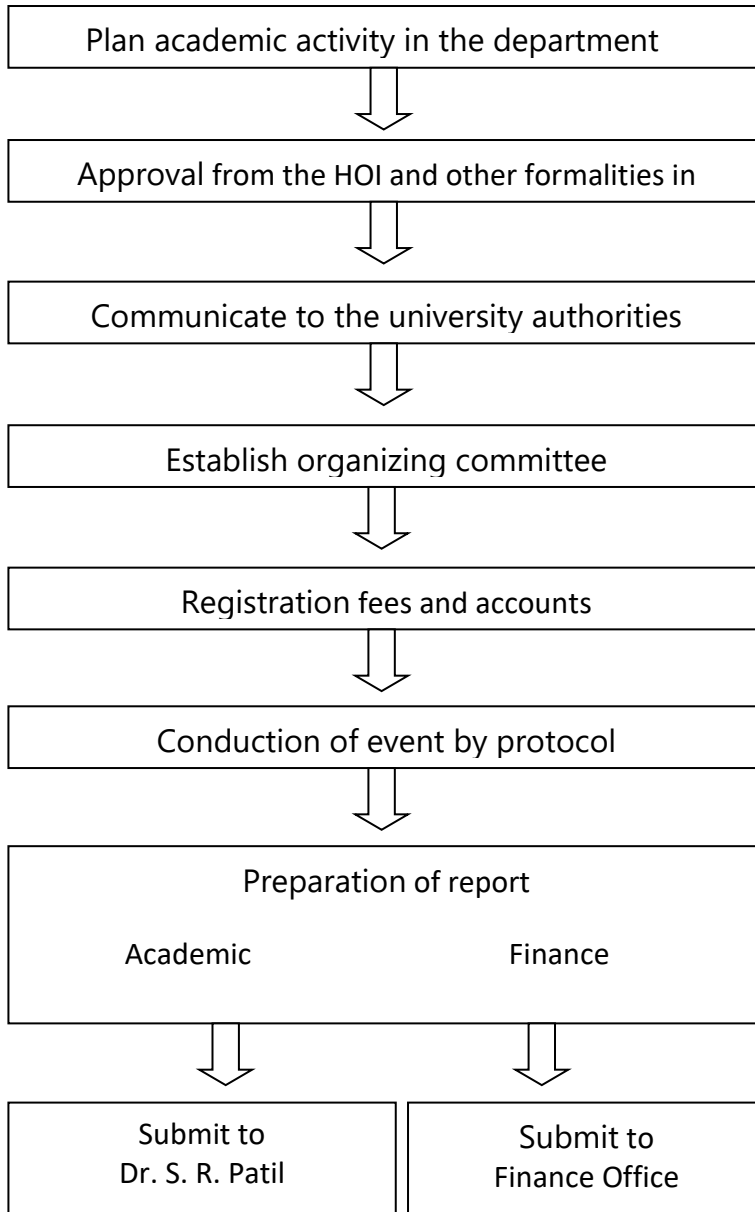 Plan academic activity in the department
Approval from the HOI and other formalities in
Communicate to the university authorities
Establish organizing committee
Registration fees and accounts
Conduction of event by protocol
Preparation of report
Academic Finance
Submit to
Dr. S. R. Patil
Submit to
Finance Office